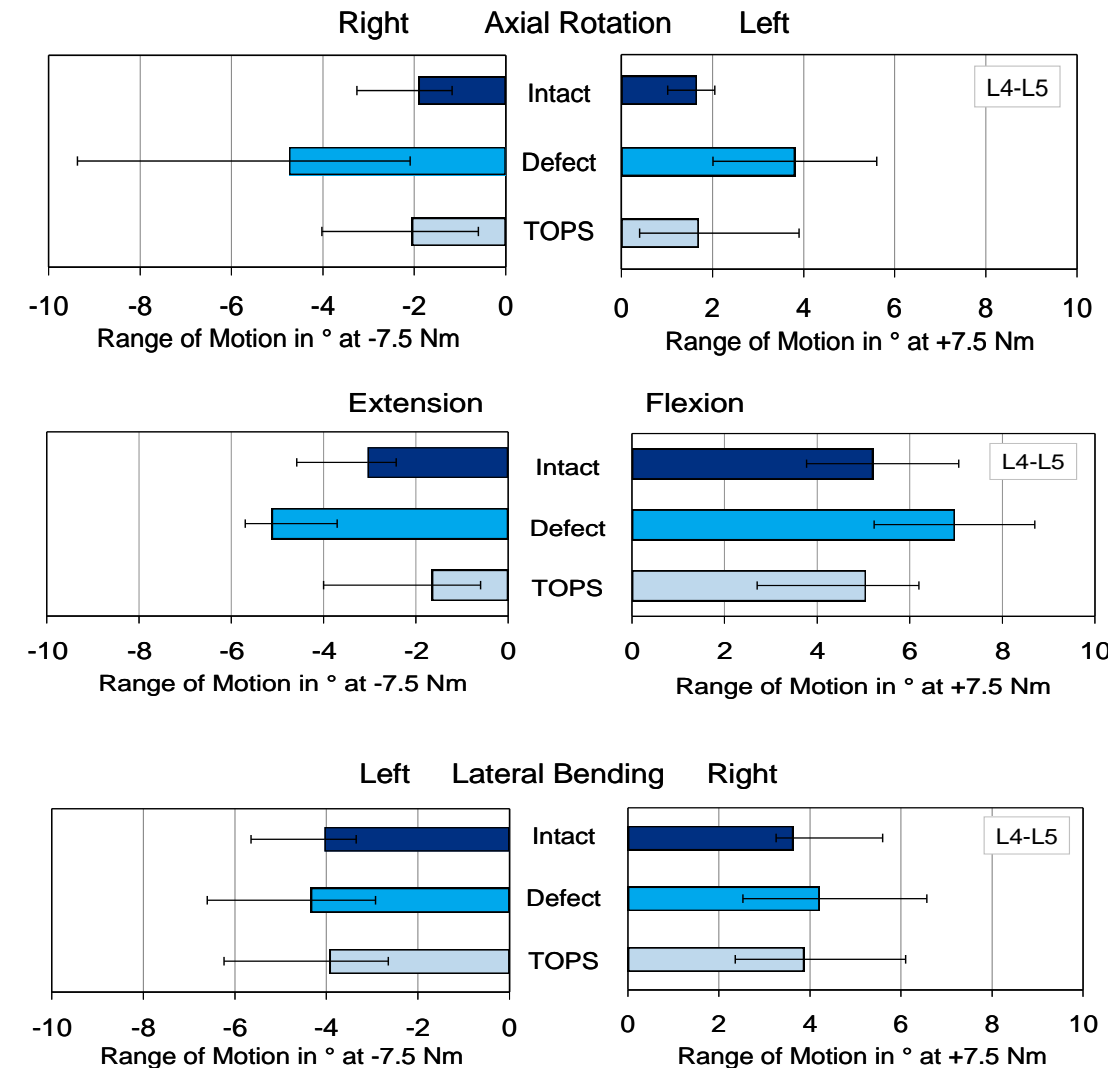 Right Axial Rotation Left
Intact L4-L5
Defect
TOPS
-10 -8 -6 -4 -2 0 0 2 4 6 8 10
Range of Motion in ° at -7.5 Nm Range of Motion in ° at +7.5 Nm
Extension Flexion
Intact L4-L5
Defect
TOPS
-10 -8 -6 -4 -2 0 0 2 4 6 8 10
Range of Motion in ° at -7.5 Nm Range of Motion in ° at +7.5 Nm
Left Lateral Bending Right
Intact L4-L5
Defect
TOPS
-10 -8 -6 -4 -2 0 0 2 4 6 8 10
Range of Motion in ° at -7.5 Nm Range of Motion in ° at +7.5 Nm